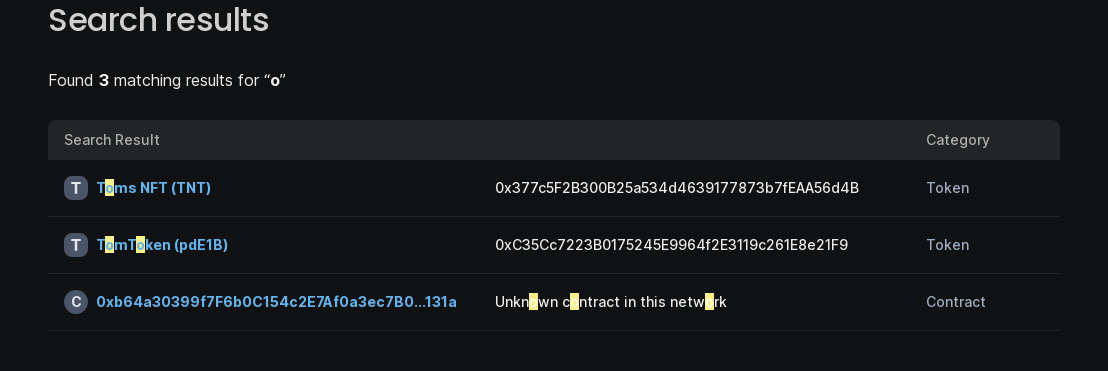 Search results
Found 3 matching results for “o”
Search Result Category
T Toms NFT (TNT) 0x377c5F2B300B25a534d4639177873b7fEAA56d4B Token
T TomToken (pdE1B) 0xC35Cc7223B0175245E9964f2E3119c261E8e21F9 Token
C 0xb64a30399f7F6b0C154c2E7Af0a3ec7B0...131a Unknown contract in this network Contract